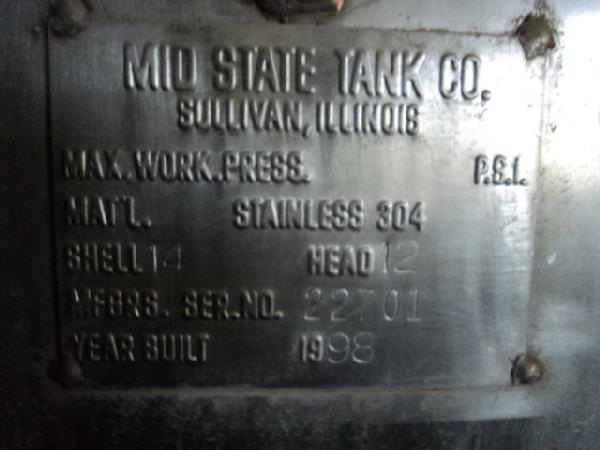 MID STATE TANK CO.
SULLIVAN, ILLINOIS
MAX. WORK. PRESS. P.S.I.
MAT'L. STAINLESS 304
SHELL 14 HEAD 12
MFGRS. SER. NO. 22701
YEAR BUILT 1998